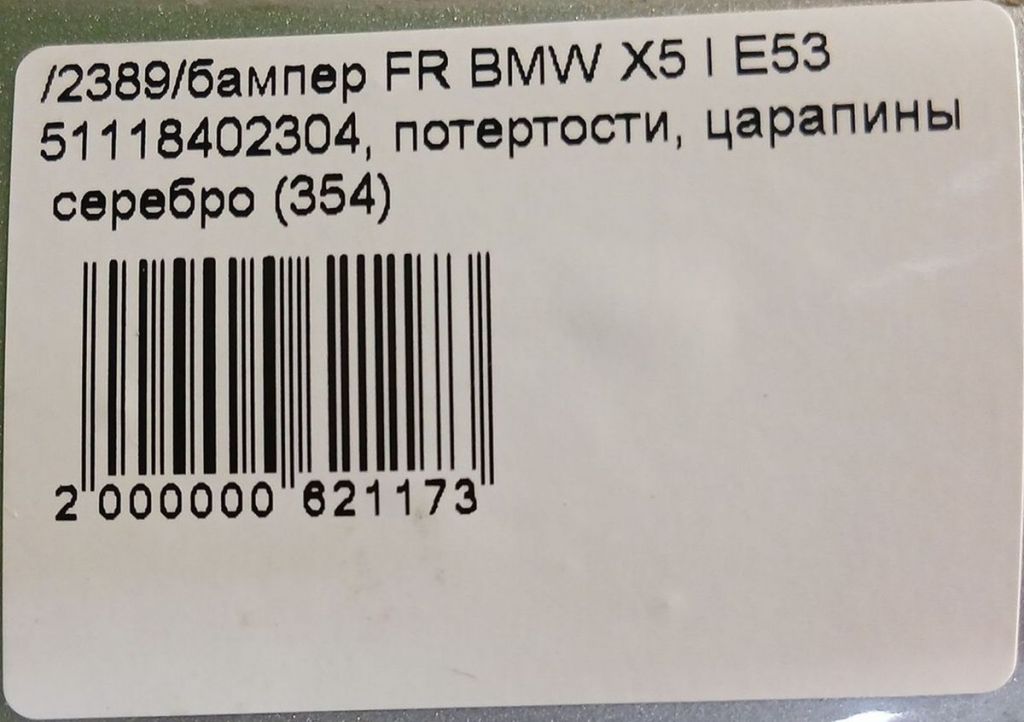 /2389/бампер FR BMW X5 I E53
51118402304, потертости, царапины
серебро (354)
2 000000 621173